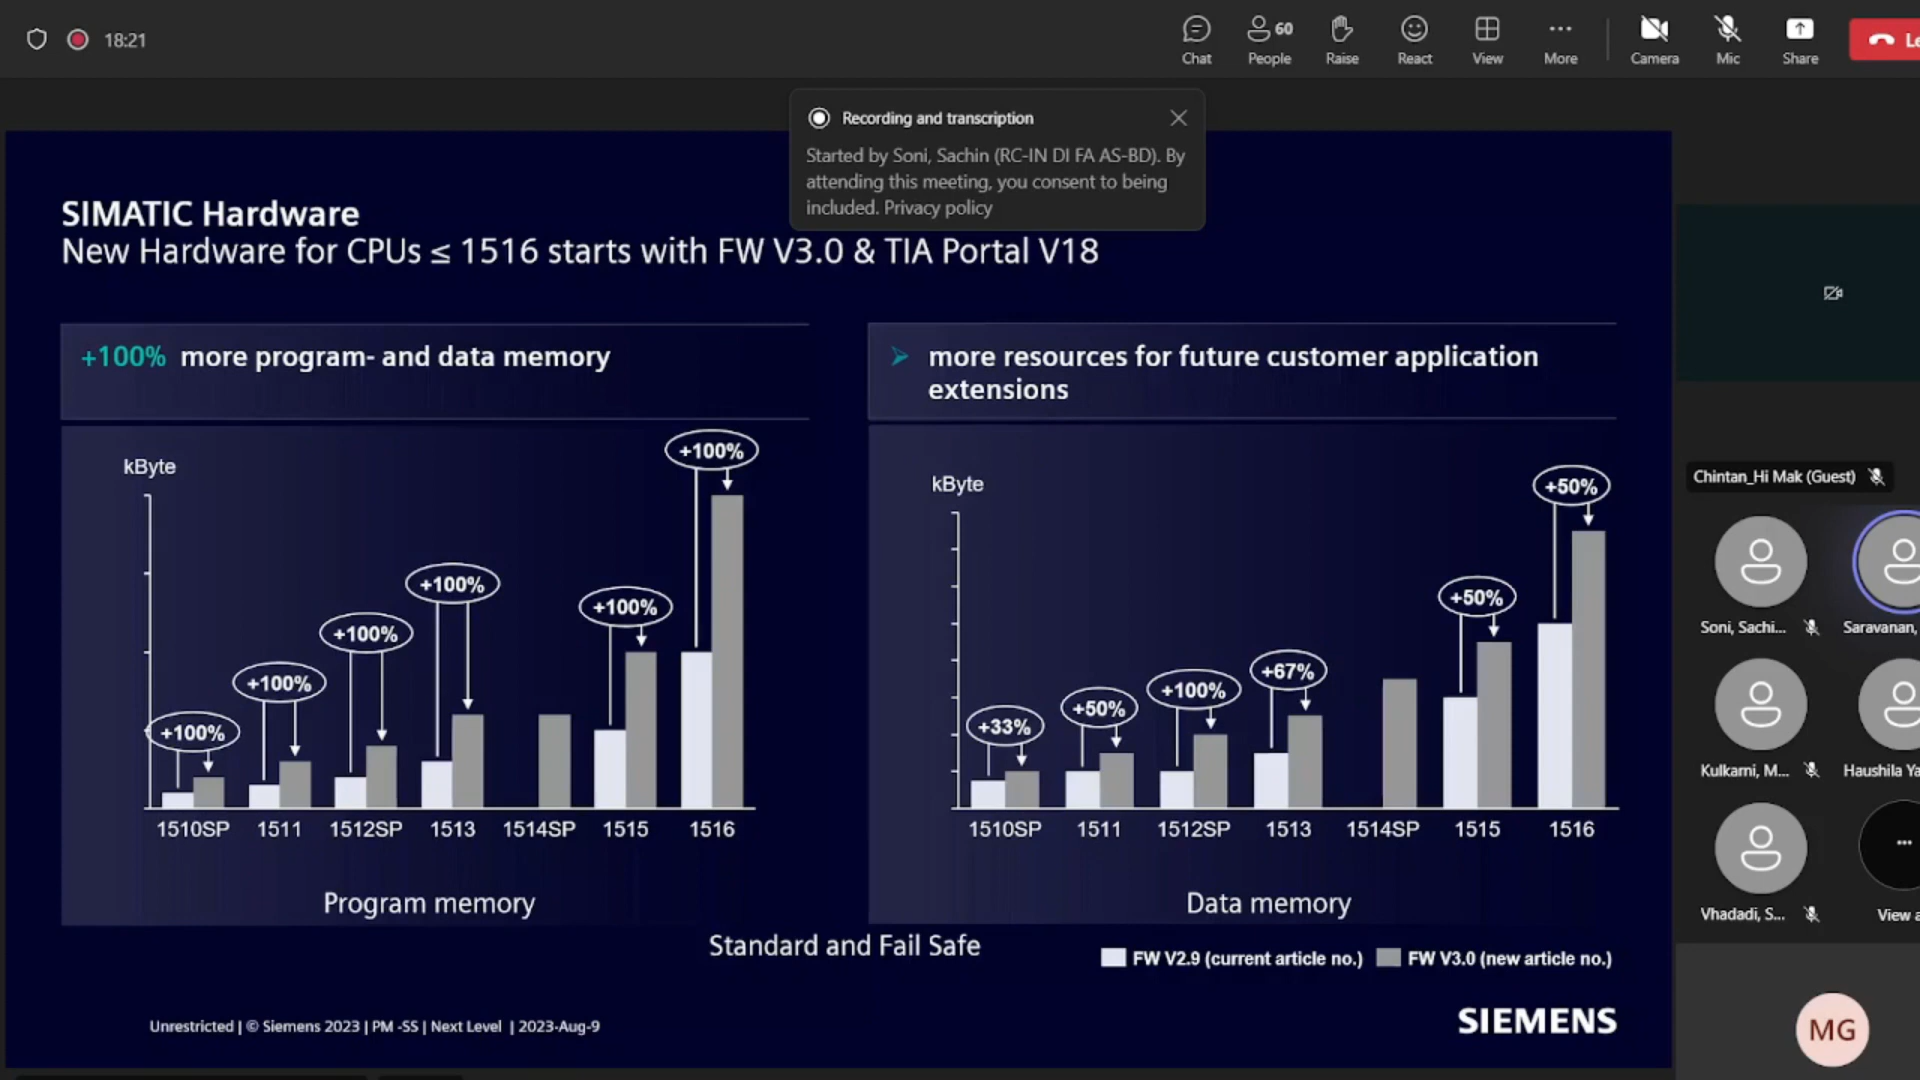 18:21
Chat
60
People
Raise
React
View
More
Camera
Mic
Share
Recording and transcription
Started by Soni, Sachin (RC-IN DI FA AS-BD). By
attending this meeting, you consent to being
included. Privacy policy
SIMATIC Hardware
New Hardware for CPUs ≤ 1516 starts with FW V3.0 & TIA Portal V18
+100% more program- and data memory
more resources for future customer application
extensions
kByte
+100%
+100%
+100%
+100%
+100%
+100%
1510SP 1511 1512SP 1513 1514SP 1515 1516
Program memory
kByte
+33%
+50%
+100%
+67%
+50%
+50%
1510SP 1511 1512SP 1513 1514SP 1515 1516
Data memory
Standard and Fail Safe
FW V2.9 (current article no.) FW V3.0 (new article no.)
Unrestricted | © Siemens 2023 | PM -SS | Next Level | 2023-Aug-9
SIEMENS
Chintan_Hi Mak (Guest)
Soni, Sachi...
Saravanan,
Kulkarni, M...
Haushila Ya
Vhadadi, S...
View a
MG